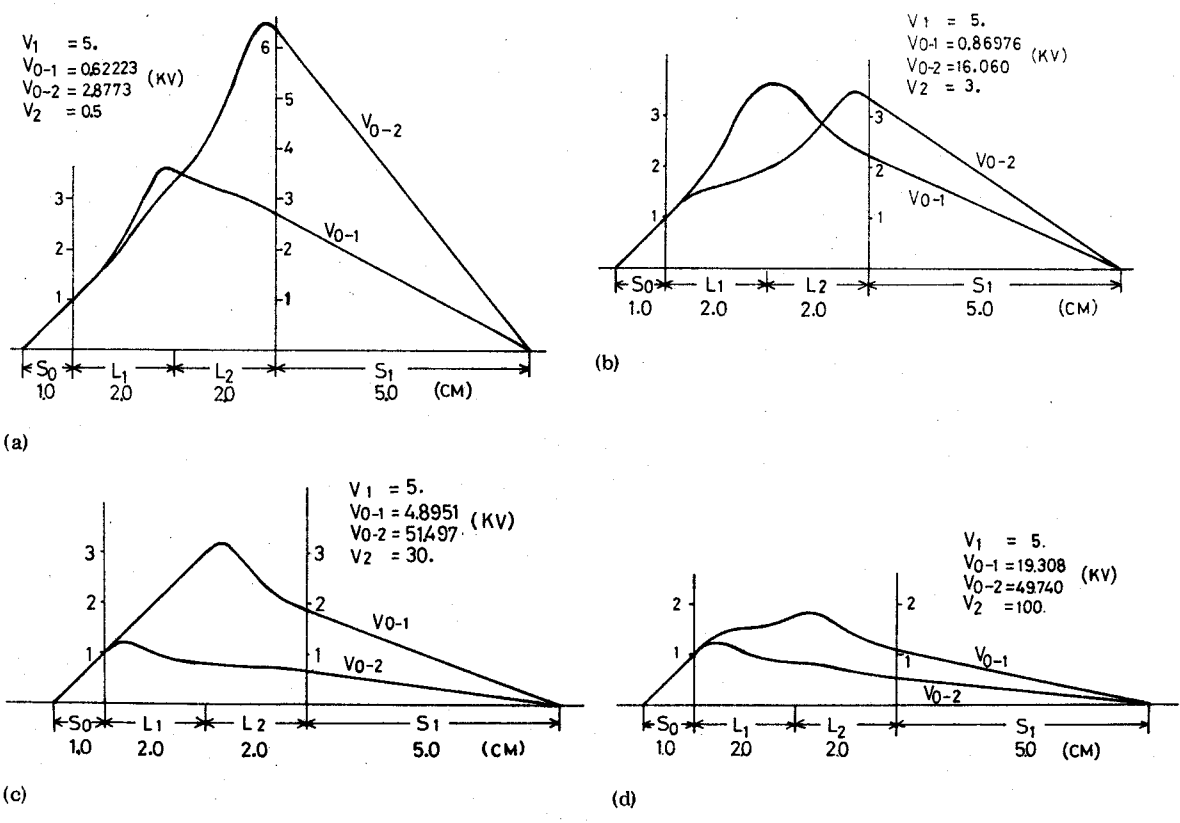 V1 = 5.
V0-1 = 0.62223 (KV)
V0-2 = 2.8773
V2 = 0.5
6
5
4
3
2
1
3
2
1
V0-2
V0-1
S0 L1 L2 S1
1.0 2.0 2.0 5.0 (CM)
(a)
V1 = 5.
V0-1 = 0.86976 (KV)
V0-2 = 16.060
V2 = 3.
3
2
1
3
2
1
V0-2
V0-1
S0 L1 L2 S1
1.0 2.0 2.0 5.0 (CM)
(b)
V1 = 5.
V0-1 = 4.8951 (KV)
V0-2 = 51.497
V2 = 30.
3
2
1
3
2
1
V0-1
V0-2
S0 L1 L2 S1
1.0 2.0 2.0 5.0 (CM)
(c)
V1 = 5.
V0-1 = 19.308 (KV)
V0-2 = 49.740
V2 = 100.
2
1
2
1
V0-1
V0-2
S0 L1 L2 S1
1.0 2.0 2.0 5.0 (CM)
(d)